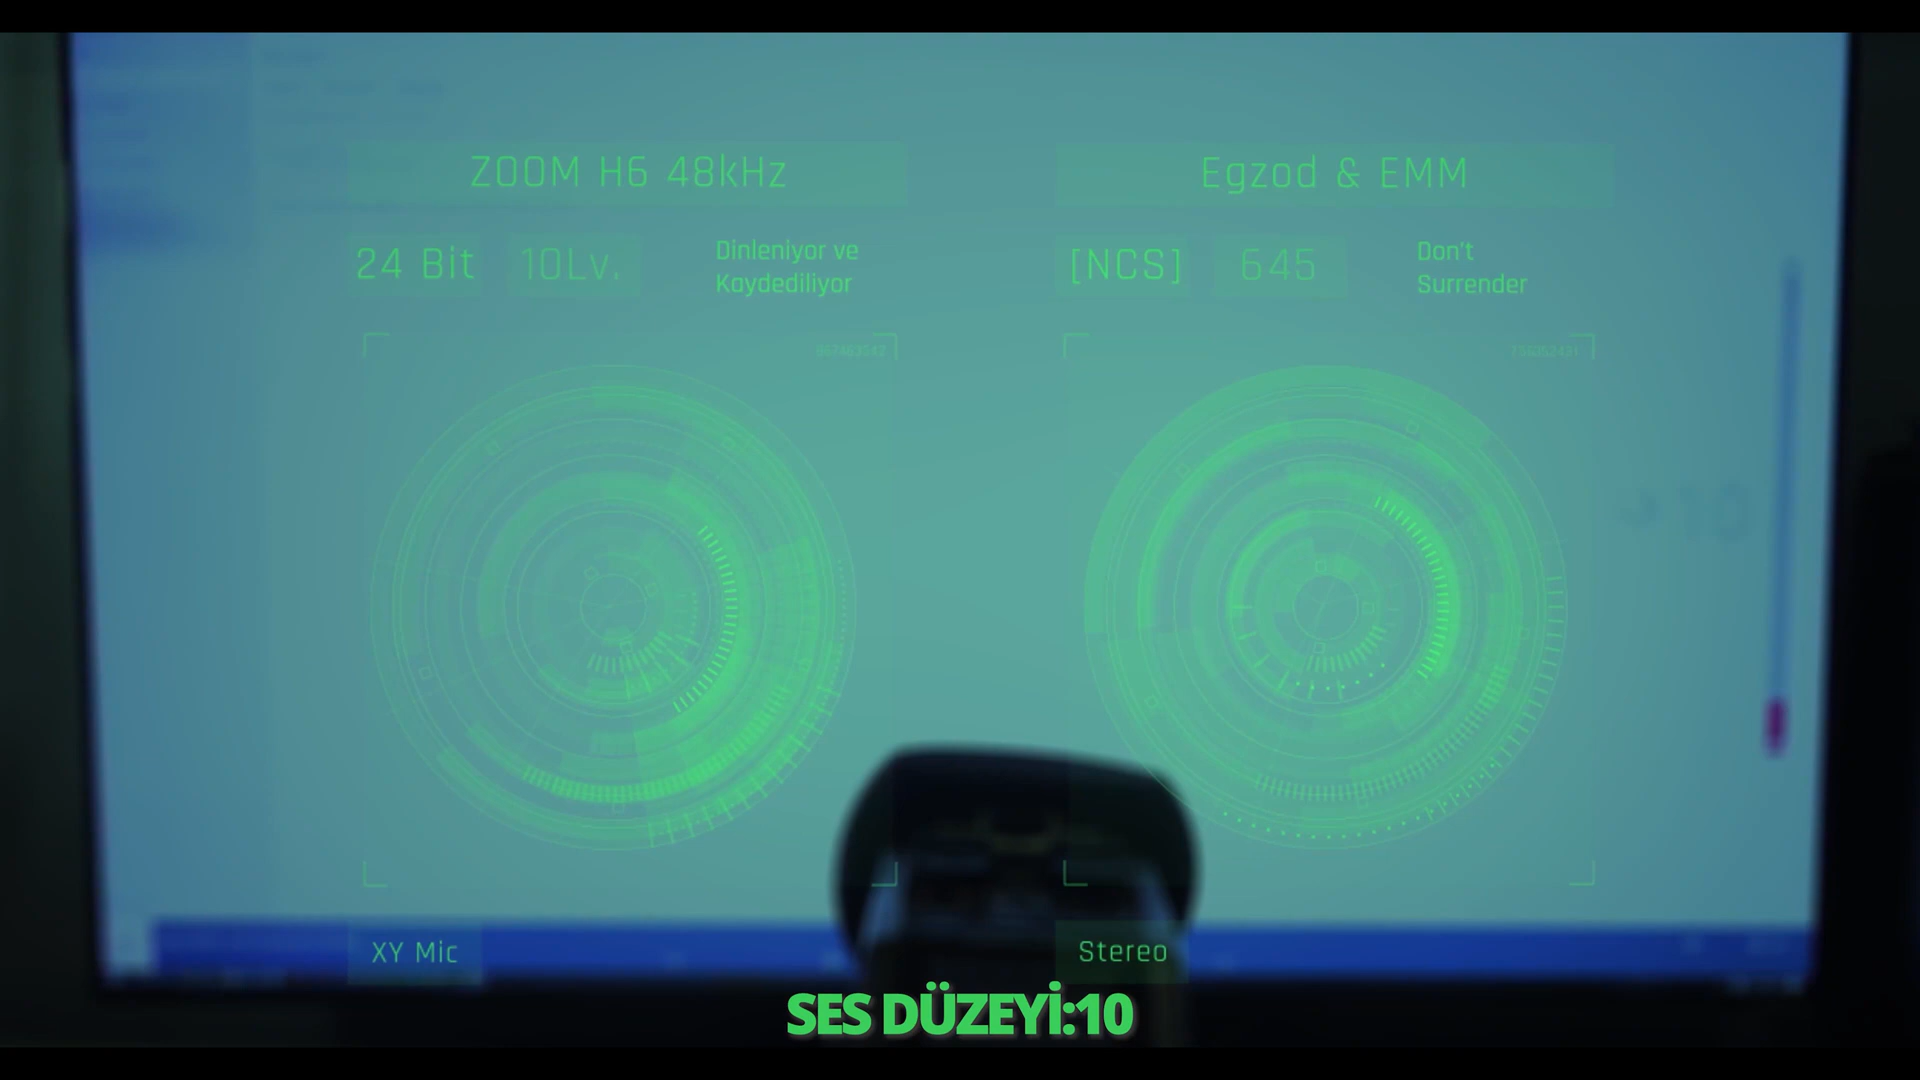 ZOOM H6 48kHz
Egzod & EMM
24 Bit
10Lv.
Dinleniyor ve
Kaydediliyor
[NCS]
645
Don't
Surrender
XY Mic
Stereo
SES DÜZEYİ:10